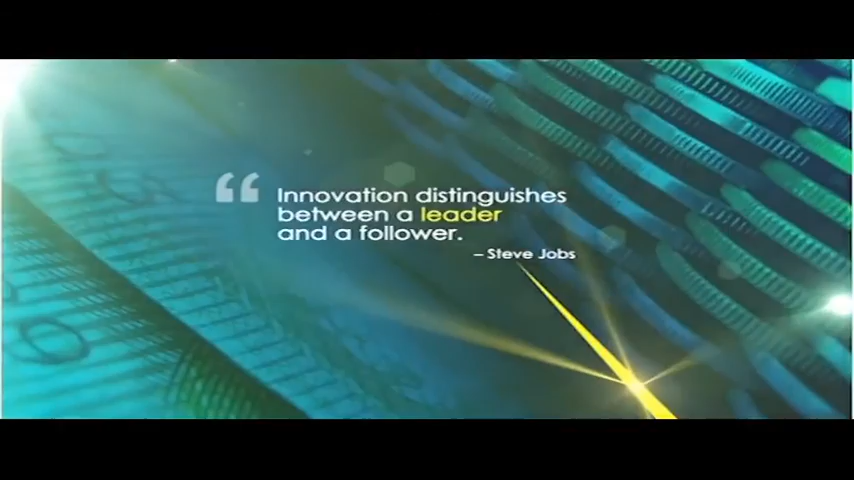 “ Innovation distinguishes
between a leader
and a follower.
– Steve Jobs